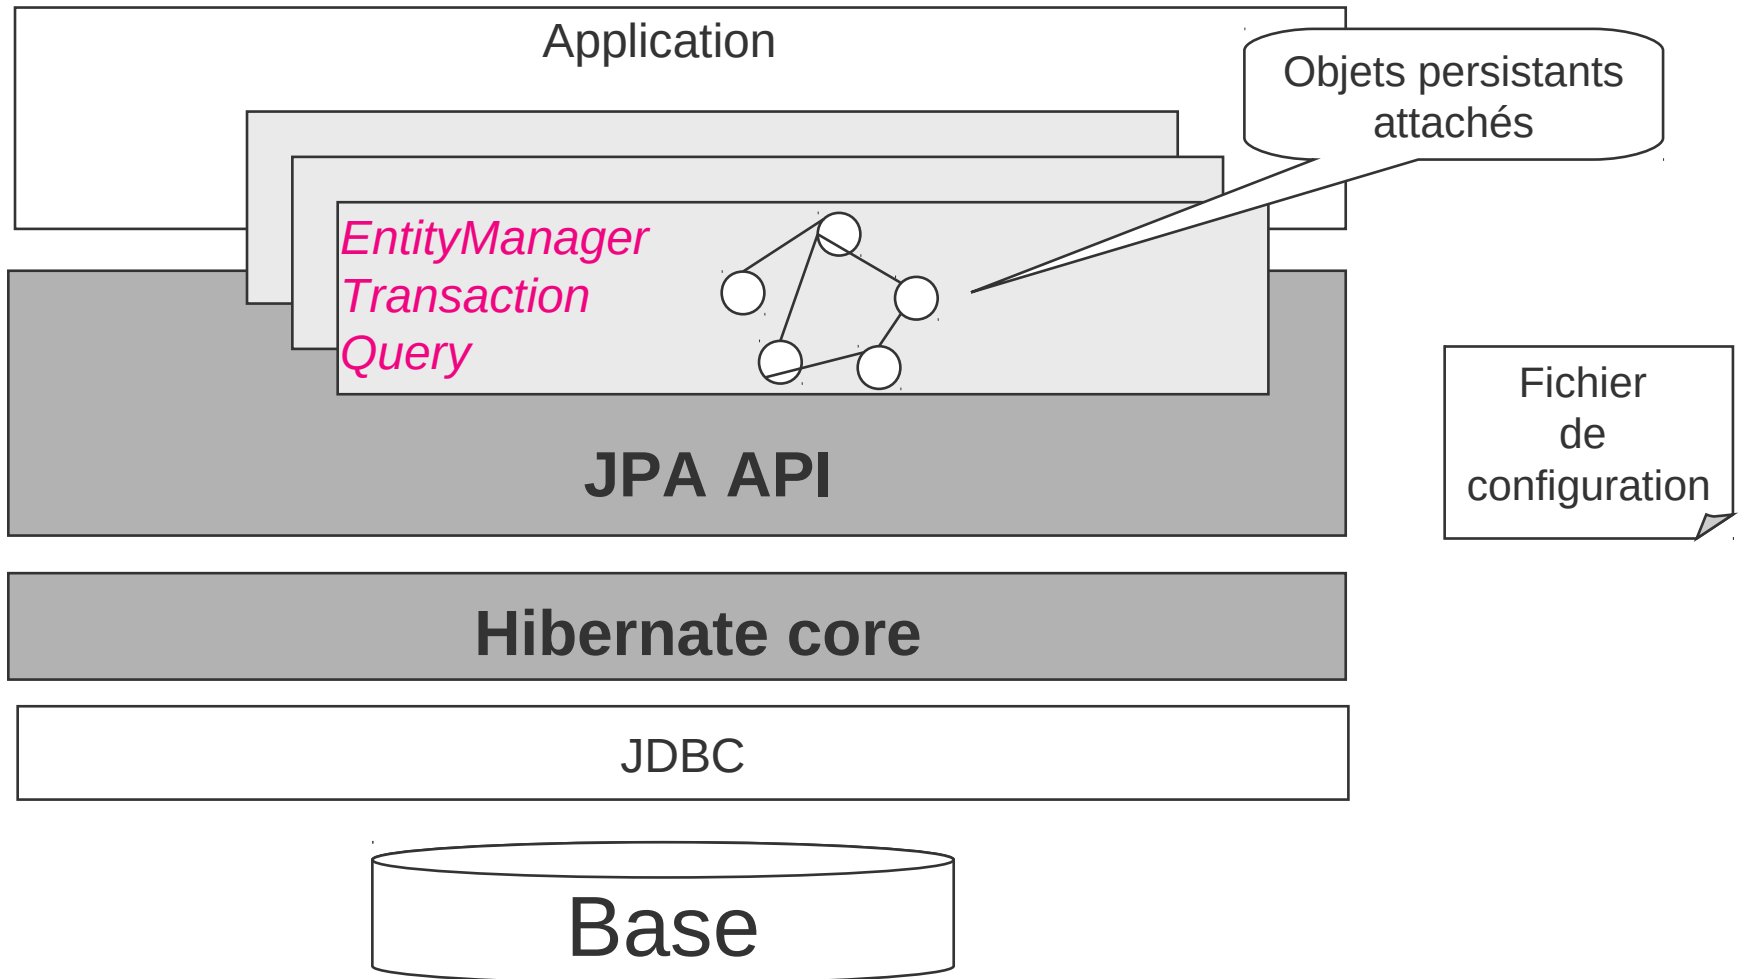 Application
Objets persistants
attachés
EntityManager
Transaction
Query
JPA API
Fichier
de
configuration
Hibernate core
JDBC
Base